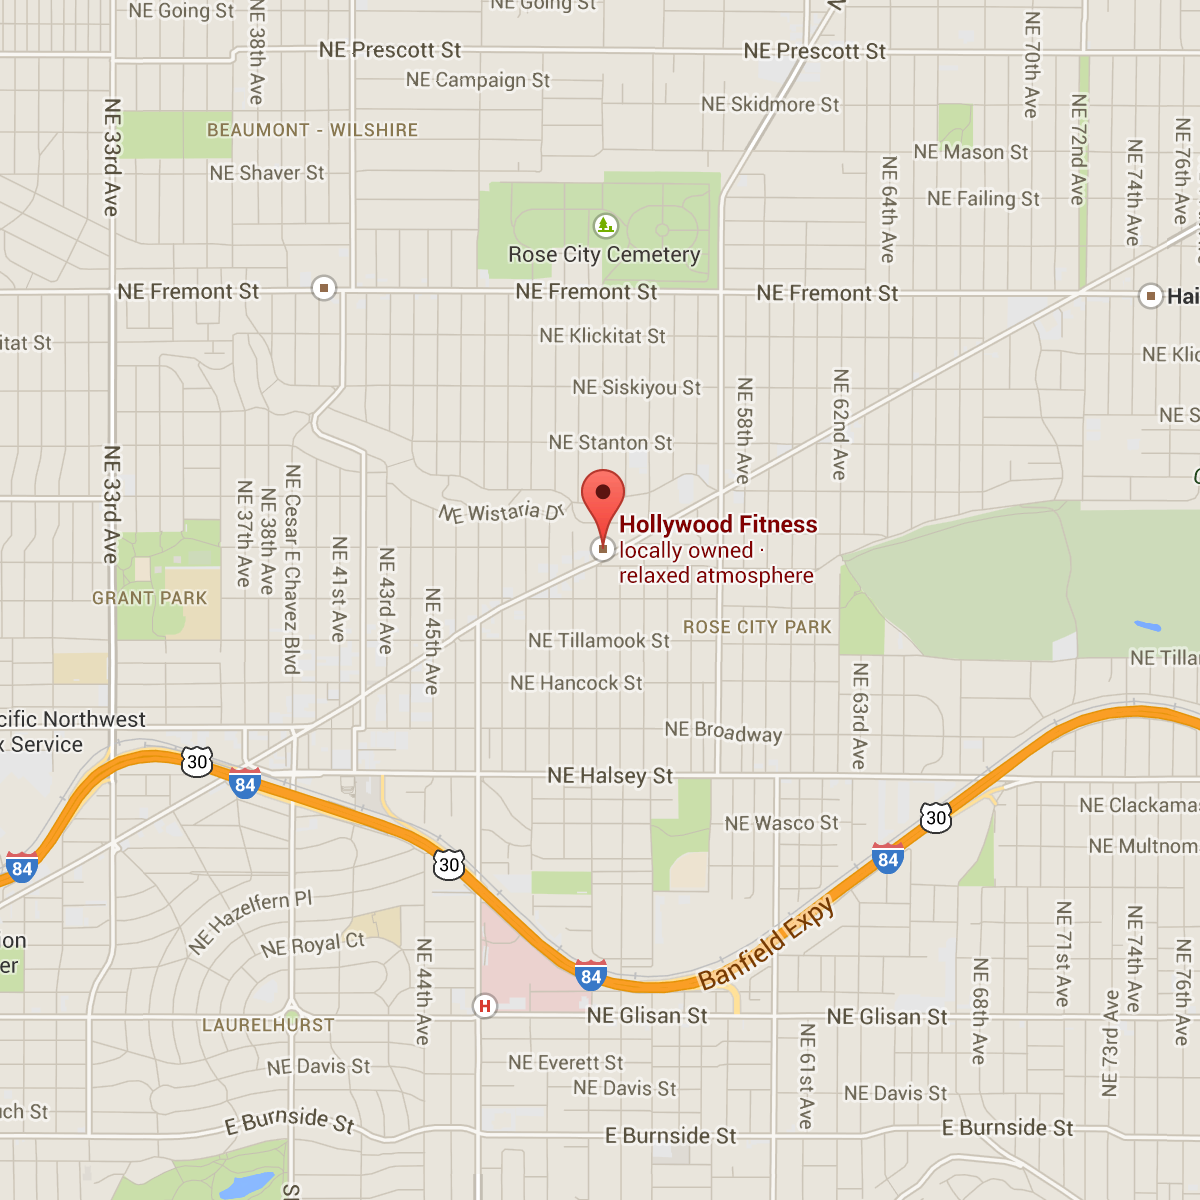 NE Going St
NE Going St
NE 38th Ave
NE Prescott St
NE Prescott St
NE 70th Ave
NE Campaign St
NE Skidmore St
NE 33rd Ave
BEAUMONT - WILSHIRE
NE 72nd Ave
NE 76th Ave
NE 74th Ave
NE Mason St
NE 64th Ave
NE Shaver St
NE Failing St
Rose City Cemetery
NE Fremont St
NE Fremont St
NE Fremont St
Hai
NE Klickitat St
itat St
NE Klic
NE Siskiyou St
NE 58th Ave
NE 62nd Ave
NE S
NE Stanton St
NE 33rd Ave
NE Cesar E Chavez Blvd
NE 37th Ave
NE 38th Ave
NE Wistaria Dr
Hollywood Fitness
locally owned ·
relaxed atmosphere
NE 41st Ave
NE 43rd Ave
NE 45th Ave
GRANT PARK
ROSE CITY PARK
NE Tillamook St
NE Tilla
NE Hancock St
NE 63rd Ave
cific Northwest
x Service
NE Broadway
30
84
NE Halsey St
NE Clackamas
NE Wasco St
30
NE Multnom
84
84
30
NE Hazelfern Pl
NE Royal Ct
NE 44th Ave
Banfield Expy
NE 71st Ave
NE 74th Ave
NE 76th Ave
ion
er
84
NE 68th Ave
NE 73rd Ave
H
NE Glisan St
NE Glisan St
LAURELHURST
NE 61st Ave
NE Davis St
NE Everett St
NE Davis St
NE Davis St
uch St
E Burnside St
E Burnside St
E Burnside St